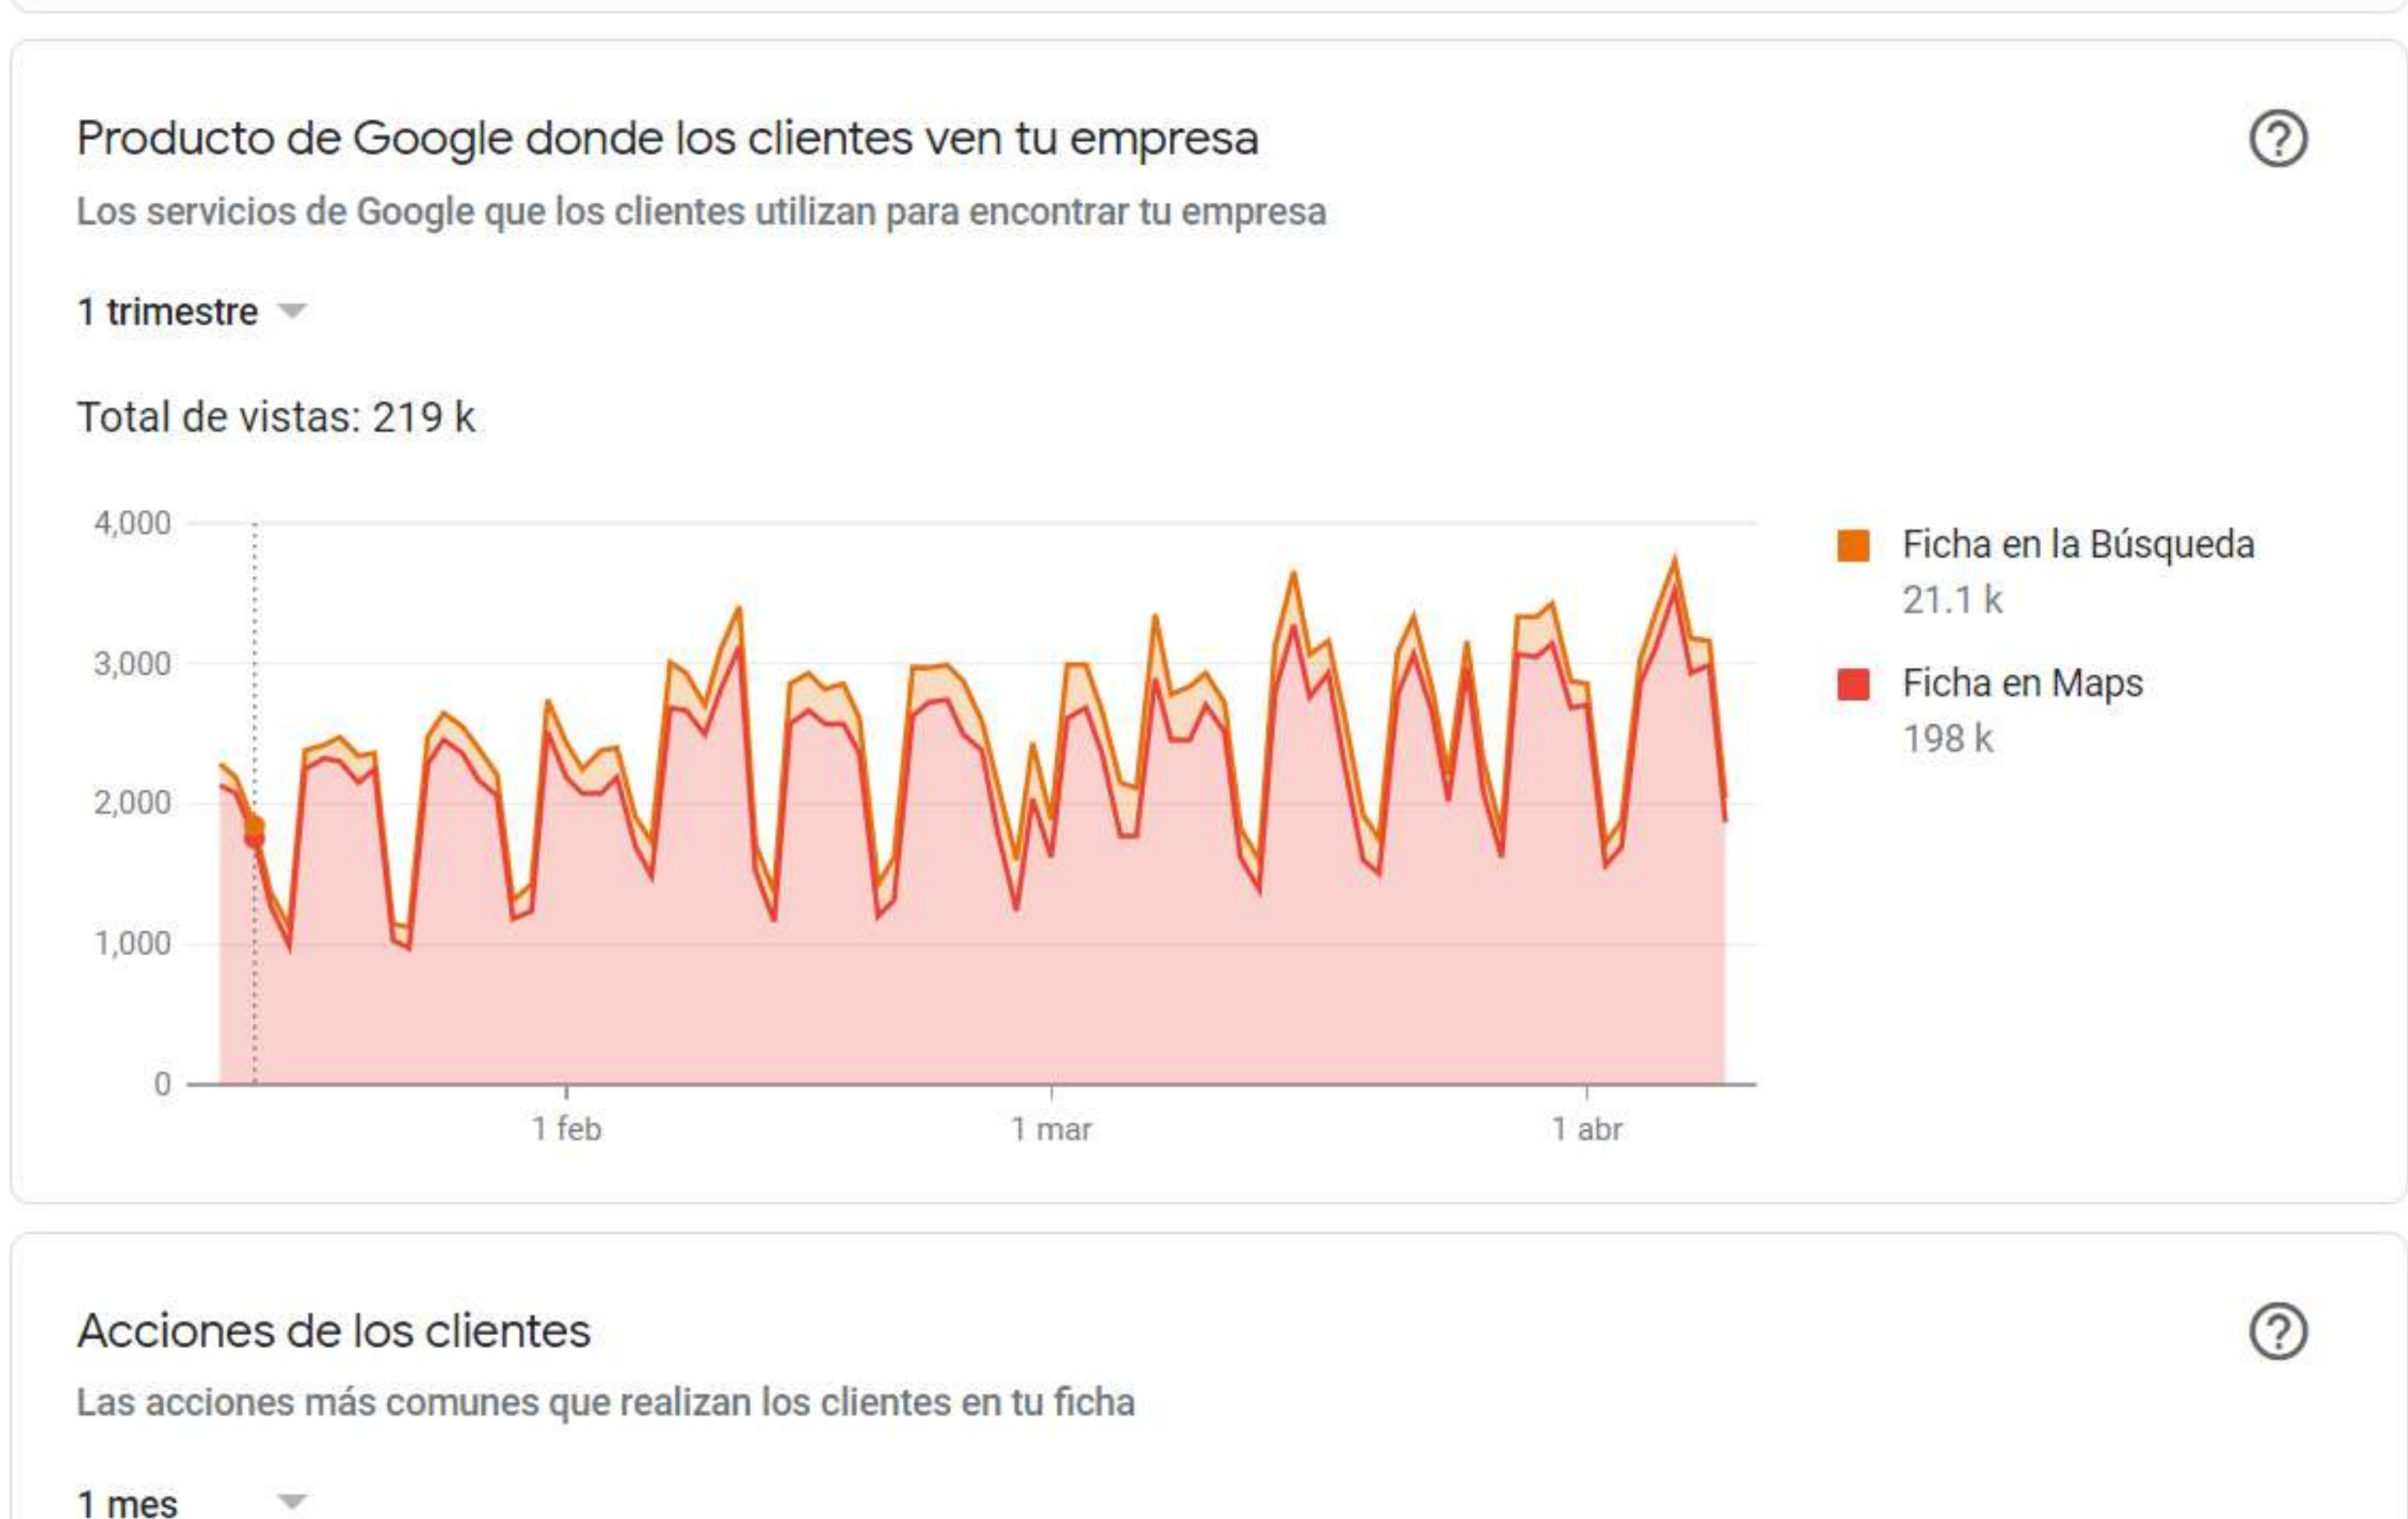 Producto de Google donde los clientes ven tu empresa
Los servicios de Google que los clientes utilizan para encontrar tu empresa
1 trimestre
Total de vistas: 219 k
4,000
3,000
2,000
1,000
0
1 feb
1 mar
1 abr
Ficha en la Búsqueda
21.1 k
Ficha en Maps
198 k
Acciones de los clientes
Las acciones más comunes que realizan los clientes en tu ficha
1 mes